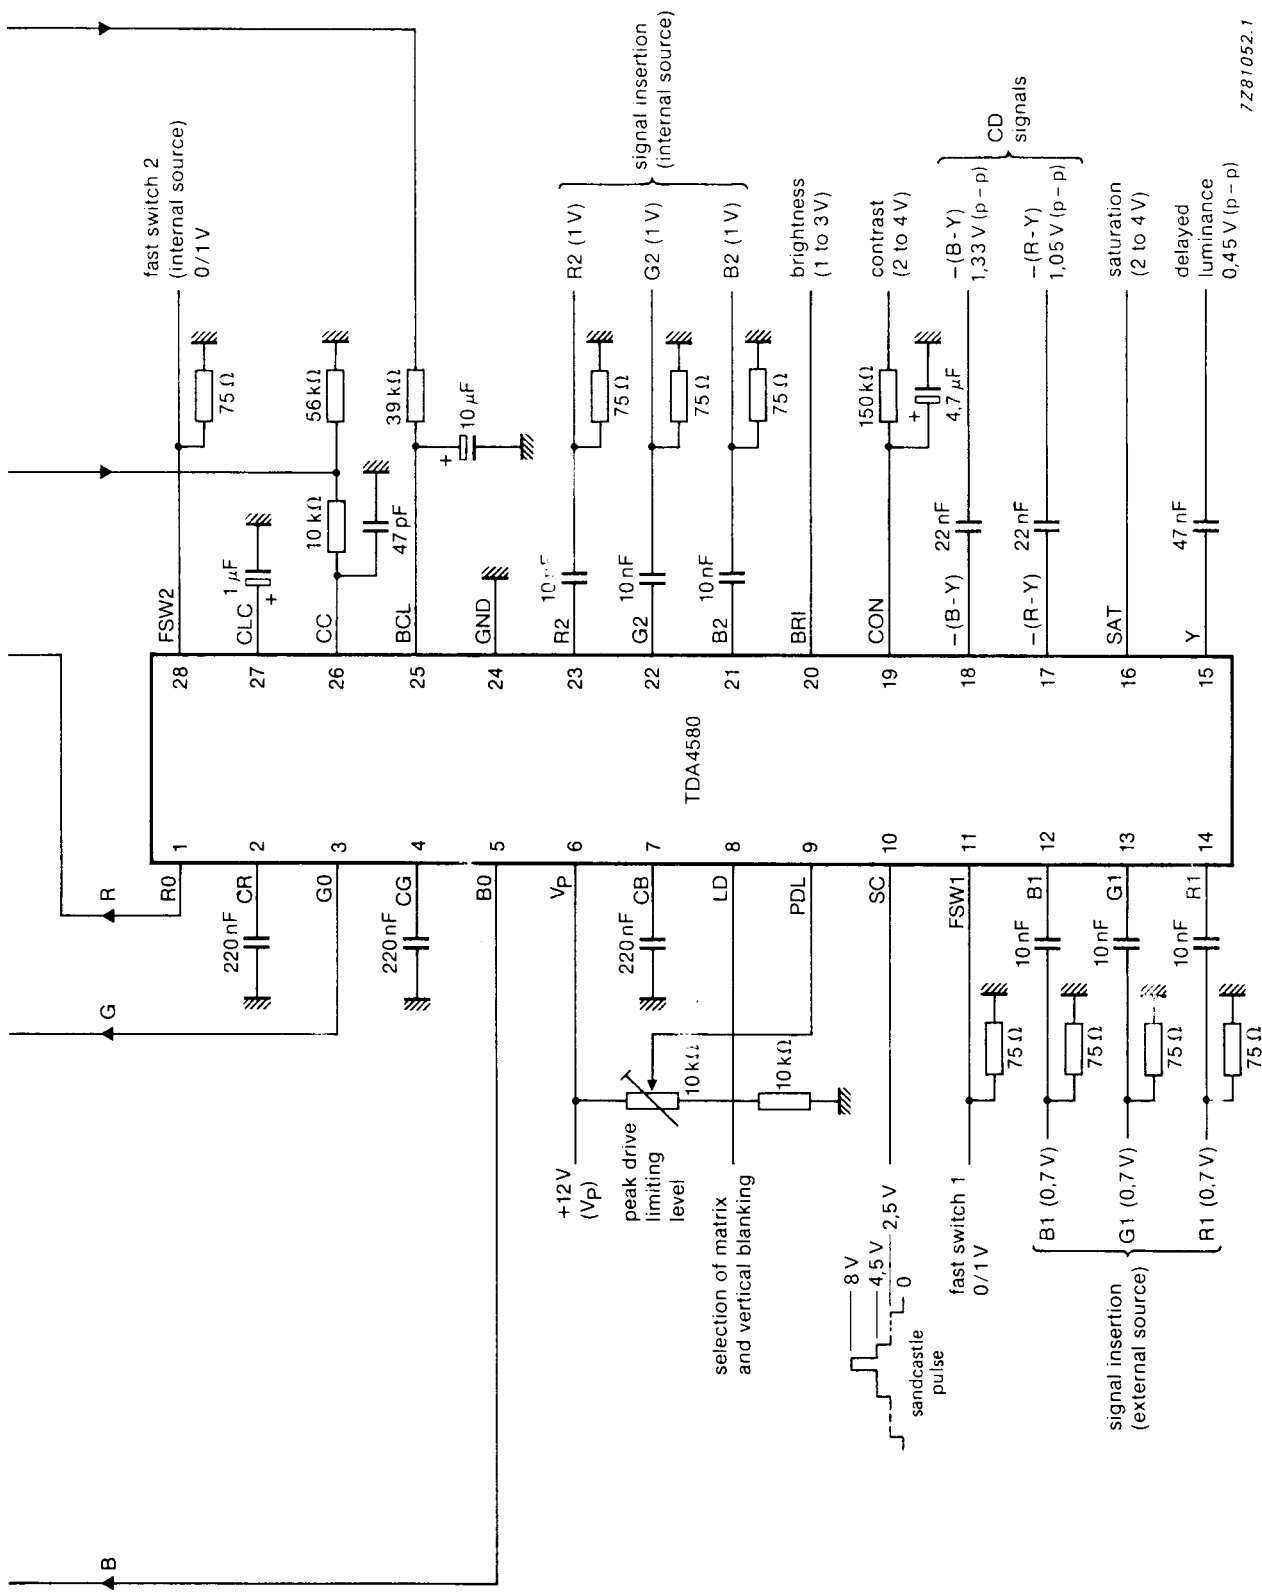 fast switch 2
(internal source)
0/1 V
75 Ω
56 kΩ
10 kΩ
47 pF
1 µF
+
39 kΩ
10 µF
+
signal insertion
(internal source)
R2 (1 V)
G2 (1 V)
B2 (1 V)
75 Ω
75 Ω
75 Ω
10 nF
10 nF
10 nF
brightness
(1 to 3 V)
contrast
(2 to 4 V)
150 kΩ
4,7 µF
+
CD
signals
-(B-Y)
1,33 V (p-p)
-(R-Y)
1,05 V (p-p)
22 nF
22 nF
saturation
(2 to 4 V)
delayed
luminance
0,45 V (p-p)
47 nF
7Z81052.1
FSW2
CLC
CC
BCL
GND
R2
G2
B2
BRI
CON
-(B-Y)
-(R-Y)
SAT
Y
28
27
26
25
24
23
22
21
20
19
18
17
16
15
TDA4580
1
2
3
4
5
6
7
8
9
10
11
12
13
14
R0
CR
G0
CG
B0
VP
CB
LD
PDL
SC
FSW1
B1
G1
R1
R
G
B
220 nF
220 nF
220 nF
10 kΩ
10 kΩ
+12 V
(VP)
peak drive
limiting
level
selection of matrix
and vertical blanking
8 V
4,5 V
2,5 V
0
sandcastle
pulse
fast switch 1
0/1 V
75 Ω
10 nF
10 nF
10 nF
75 Ω
75 Ω
75 Ω
B1 (0,7 V)
G1 (0,7 V)
R1 (0,7 V)
signal insertion
(external source)